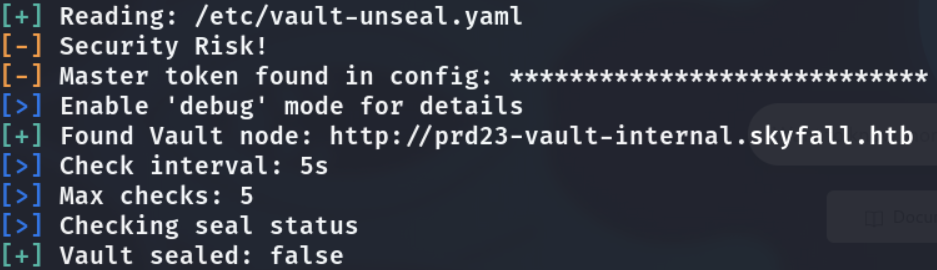 [+] Reading: /etc/vault-unseal.yaml
[-] Security Risk!
[-] Master token found in config: ****************************
[>] Enable 'debug' mode for details
[+] Found Vault node: http://prd23-vault-internal.skyfall.htb
[>] Check interval: 5s
[>] Max checks: 5
[>] Checking seal status
[+] Vault sealed: false